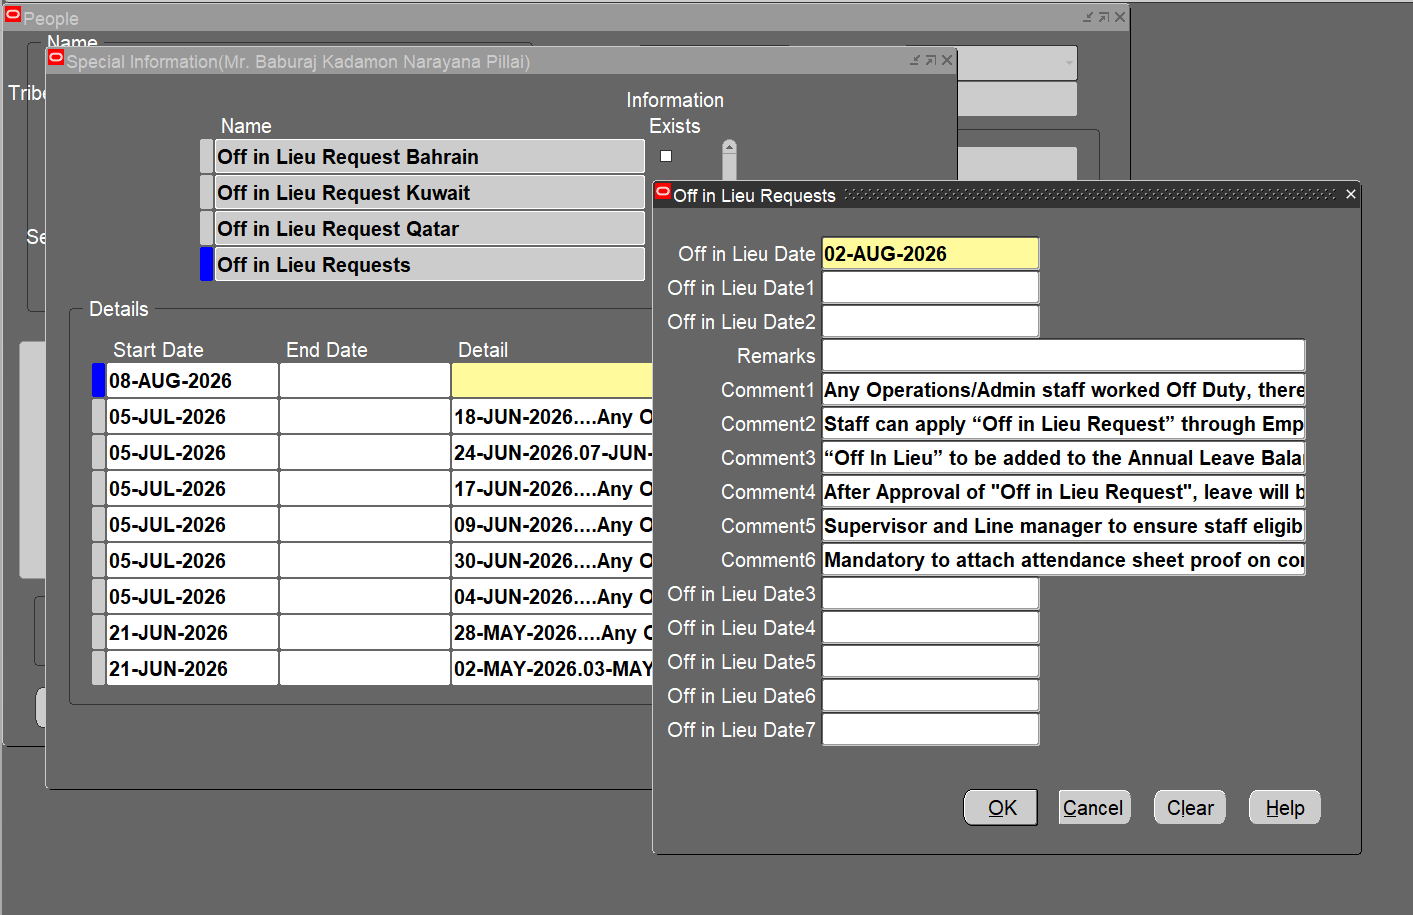 People
Name
Tribe
Se
Special Information(Mr. Baburaj Kadamon Narayana Pillai)
Information
Name Exists
Off in Lieu Request Bahrain
Off in Lieu Request Kuwait
Off in Lieu Request Qatar
Off in Lieu Requests
Details
Start Date End Date Detail
08-AUG-2026
05-JUL-2026 18-JUN-2026....Any O
05-JUL-2026 24-JUN-2026.07-JUN-
05-JUL-2026 17-JUN-2026....Any O
05-JUL-2026 09-JUN-2026....Any O
05-JUL-2026 30-JUN-2026....Any O
05-JUL-2026 04-JUN-2026....Any O
21-JUN-2026 28-MAY-2026....Any O
21-JUN-2026 02-MAY-2026.03-MAY
Off in Lieu Requests
Off in Lieu Date 02-AUG-2026
Off in Lieu Date1
Off in Lieu Date2
Remarks
Comment1 Any Operations/Admin staff worked Off Duty, there
Comment2 Staff can apply “Off in Lieu Request” through Emp
Comment3 “Off In Lieu” to be added to the Annual Leave Bala
Comment4 After Approval of "Off in Lieu Request", leave will b
Comment5 Supervisor and Line manager to ensure staff eligib
Comment6 Mandatory to attach attendance sheet proof on co
Off in Lieu Date3
Off in Lieu Date4
Off in Lieu Date5
Off in Lieu Date6
Off in Lieu Date7
OK Cancel Clear Help